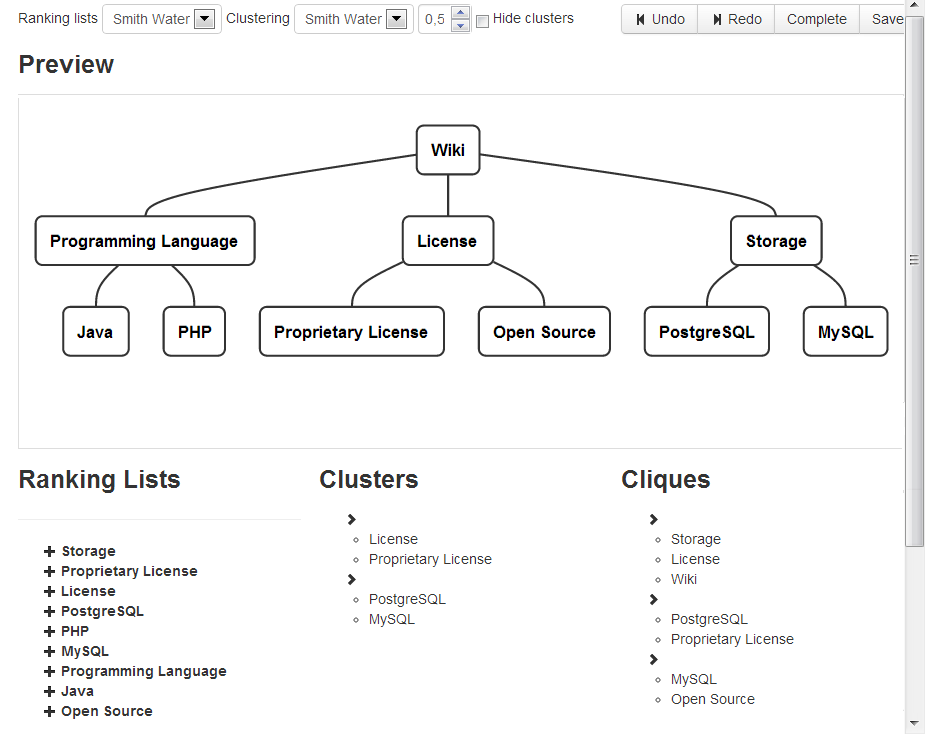 Ranking lists Smith Water Clustering Smith Water 0,5 Hide clusters Undo Redo Complete Save
Preview
Wiki
Programming Language License Storage
Java PHP Proprietary License Open Source PostgreSQL MySQL
Ranking Lists
Storage
Proprietary License
License
PostgreSQL
PHP
MySQL
Programming Language
Java
Open Source
Clusters
License
Proprietary License
PostgreSQL
MySQL
Cliques
Storage
License
Wiki
PostgreSQL
Proprietary License
MySQL
Open Source